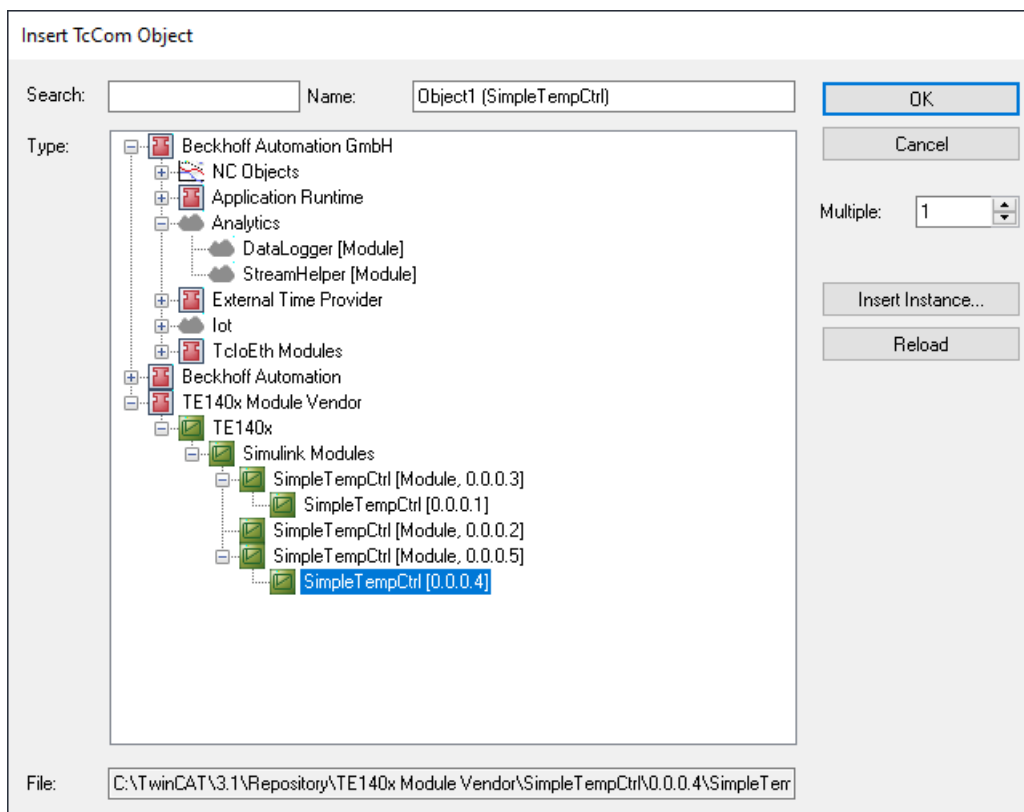 Insert TcCom Object
Search: Name: Object1 (SimpleTempCtrl) OK
Type: Beckhoff Automation GmbH Cancel
NC Objects
Application Runtime
Analytics Multiple: 1
DataLogger [Module]
StreamHelper [Module]
External Time Provider Insert Instance...
Iot
TcIoEth Modules Reload
Beckhoff Automation
TE140x Module Vendor
TE140x
Simulink Modules
SimpleTempCtrl [Module, 0.0.0.3]
SimpleTempCtrl [0.0.0.1]
SimpleTempCtrl [Module, 0.0.0.2]
SimpleTempCtrl [Module, 0.0.0.5]
SimpleTempCtrl [0.0.0.4]
File: C:\TwinCAT\3.1\Repository\TE140x Module Vendor\SimpleTempCtrl\0.0.0.4\SimpleTem